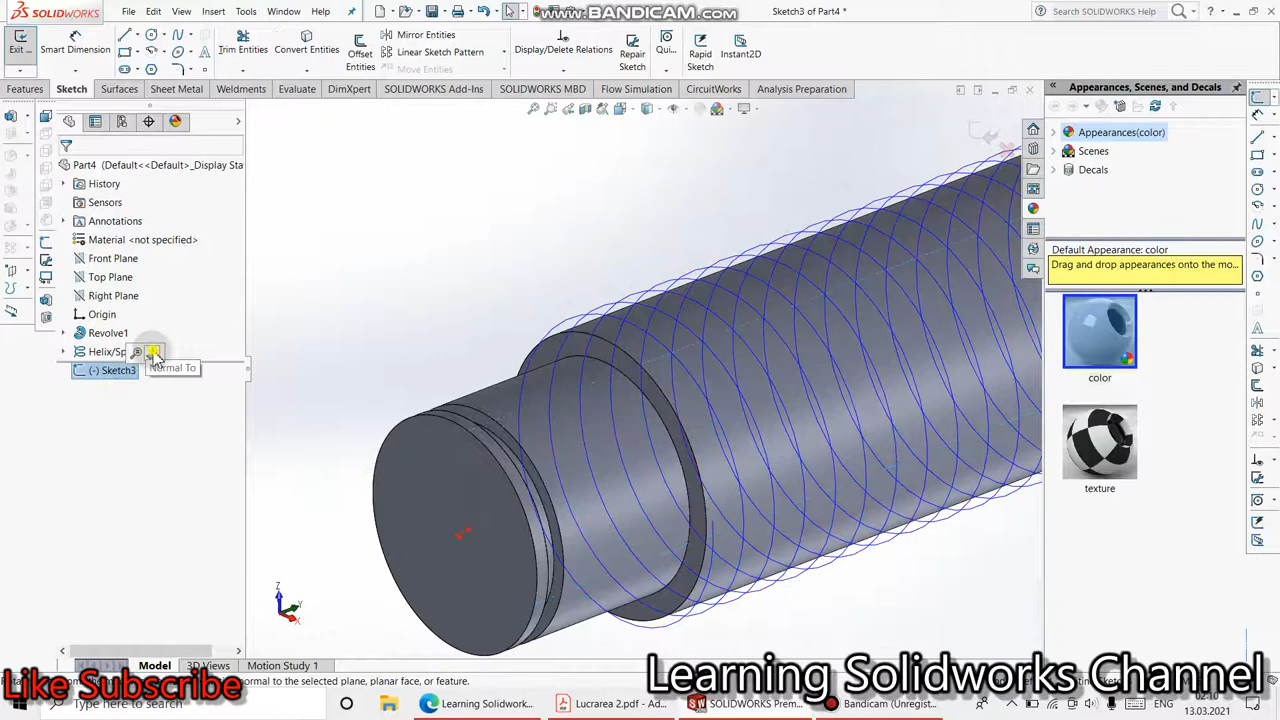 SOLIDWORKS File Edit View Insert Tools Window Help www.BANDICAM.com Sketch3 of Part4 * Search SOLIDWORKS Help
Exit ... Smart Dimension Trim Entities Convert Entities Offset Entities Mirror Entities Linear Sketch Pattern Move Entities Display/Delete Relations Repair Sketch Qui... Rapid Sketch Instant2D
Features Sketch Surfaces Sheet Metal Weldments Evaluate DimXpert SOLIDWORKS Add-Ins SOLIDWORKS MBD Flow Simulation CircuitWorks Analysis Preparation
Appearances, Scenes, and Decals
Part4 (Default<<Default>_Display Sta
History
Sensors
Annotations
Material <not specified>
Front Plane
Top Plane
Right Plane
Origin
Revolve1
Helix/Sp
Normal To
(-) Sketch3
Appearances(color)
Scenes
Decals
Default Appearance: color
Drag and drop appearances onto the mo...
color
texture
Z
Y
X
Model 3D Views Motion Study 1
normal to the selected plane, planar face, or feature.
Like Subscribe
Learning Solidworks Channel
Type here to search
Learning Solidwork... Lucrarea 2.pdf - Ad... SOLIDWORKS Prem... Bandicam (Unregist... ENG 02:10
13.03.2021